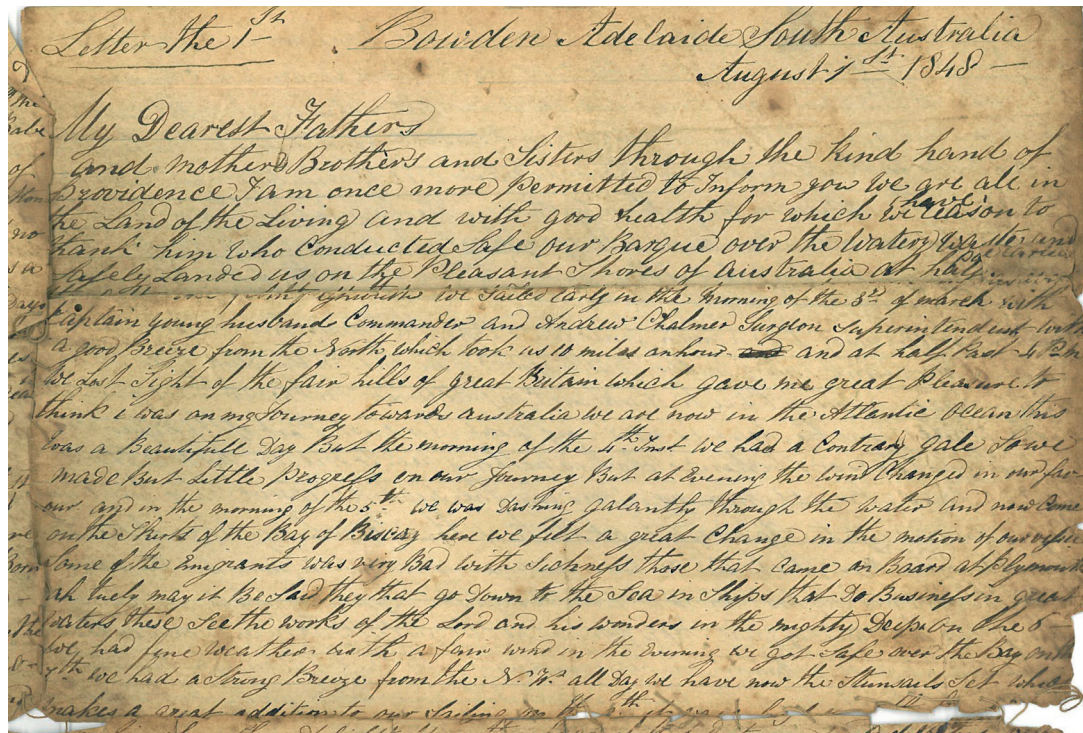 Letter the 1st Bowden Adelaide South Australia
August 1st 1848
My Dearest Fathers
and mothers Brothers and Sisters through the kind hand of
Providence I am once more Permitted to Inform you we are all in
the Land of the Living and with good health for which we have reason to
thank him who Conducted Safe our Barque over the Watery
Safely Landed us on the Pleasant Shores of Australia at half
we Sailed Early in the morning of the 3rd of march with
Captain young husband Commander and Andrew Chalmer Surgeon Superintendent with
a good Breeze from the North which took us 10 miles an hour and at half Past 4
we Lost Sight of the fair hills of great Britain which gave me great Pleasure to
think i was on my Journey towards australia we are now in the Atlantic ocean this
was a Beautifull Day But the morning of the 4th Inst we had a Contrary gale So we
made But Little Progress on our Journey But at Evening the wind Changed in our fav-
our and in the morning of the 5th we was Dashing galantly through the water and now Come
on the Skirts of the Bay of Biscay here we felt a great Change in the motion of our
Some of the Emigrants was very Bad with Sickness those that Came on Board at Plymouth
ah truly may it Be Said they that go Down to the Sea in Ships that Do Business in great
waters these See the works of the Lord and his wonders in the mighty Deep on the 6
we had fine weather with a fair wind in the Evening we got Safe over the Bay on the
7th we had a Strong Breeze from the N.W. all Day we have now the Stunsails Set which
makes a great addition to our Sailing on the 8th